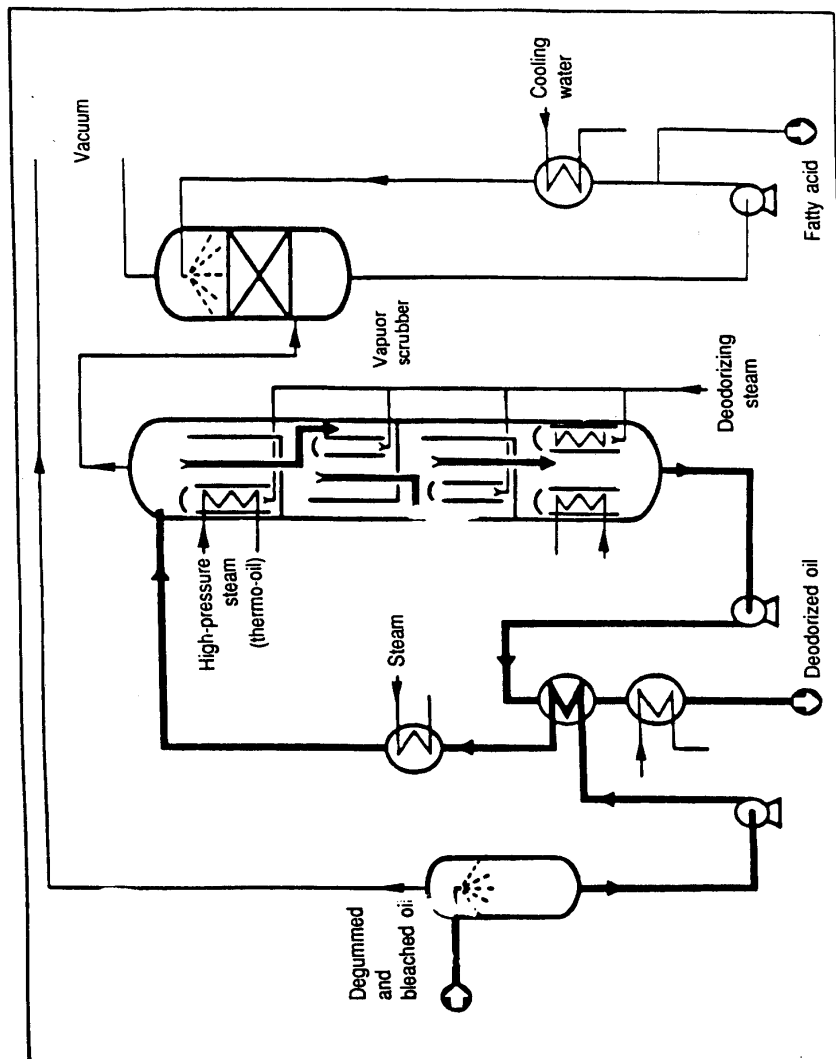 Vacuum
Cooling
water
Vapuor
scrubber
Fatty acid
High-pressure
steam
(thermo-oil)
Deodorizing
steam
Steam
Deodorized oil
Degummed
and
bleached oil